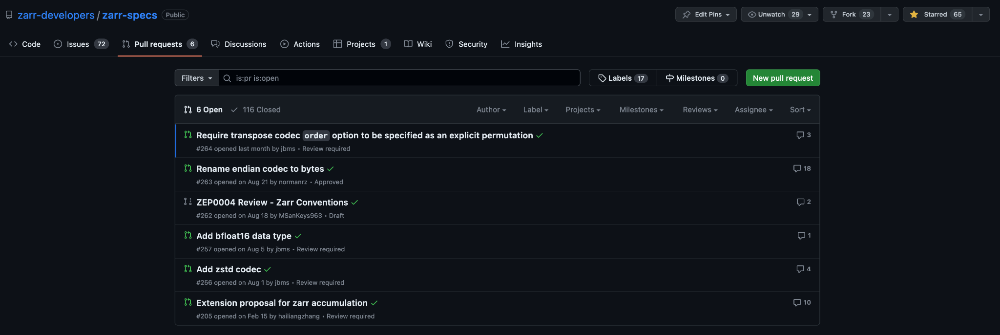 zarr-developers / zarr-specs Public
Edit Pins Unwatch 29 Fork 23 Starred 65
Code Issues 72 Pull requests 6 Discussions Actions Projects 1 Wiki Security Insights
Filters is:pr is:open Labels 17 Milestones 0 New pull request
6 Open 116 Closed Author Label Projects Milestones Reviews Assignee Sort
Require transpose codec order option to be specified as an explicit permutation 3
#264 opened last month by jbms • Review required
Rename endian codec to bytes 18
#263 opened on Aug 21 by normanrz • Approved
ZEP0004 Review - Zarr Conventions 2
#262 opened on Aug 18 by MSanKeys963 • Draft
Add bfloat16 data type 1
#257 opened on Aug 5 by jbms • Review required
Add zstd codec 4
#256 opened on Aug 1 by jbms • Review required
Extension proposal for zarr accumulation 10
#205 opened on Feb 15 by hailiangzhang • Review required